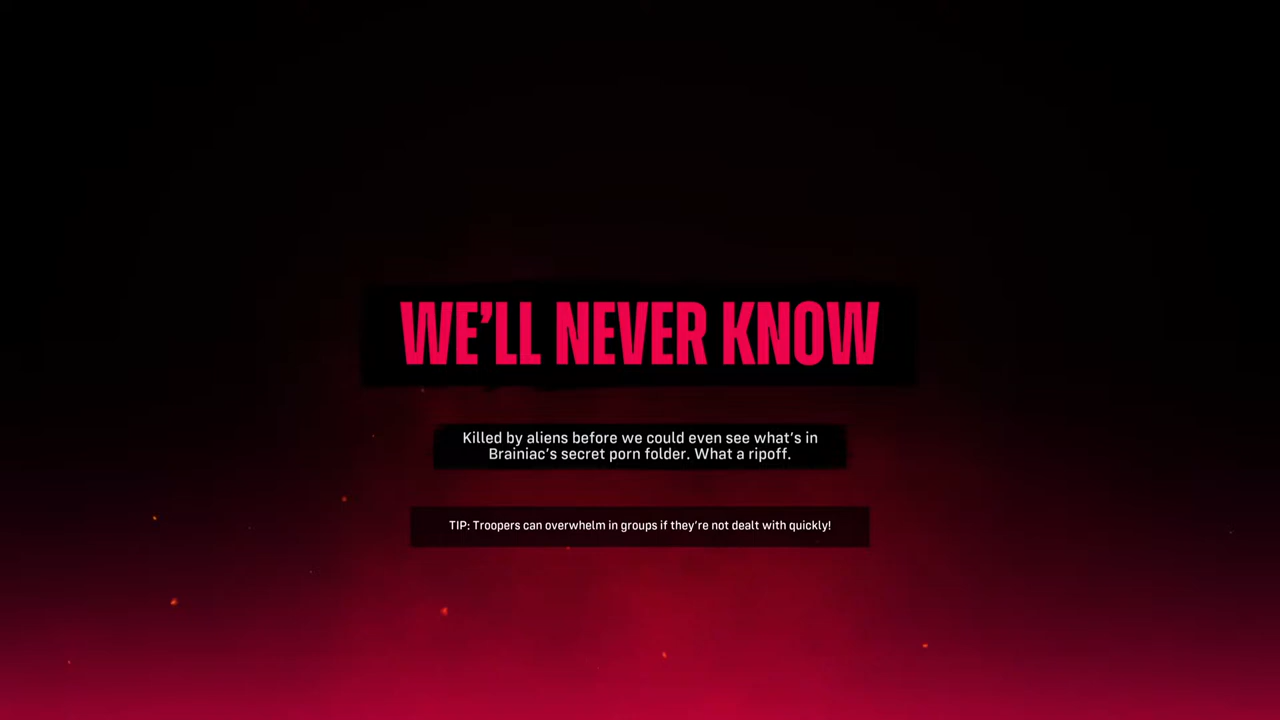 WE'LL NEVER KNOW
Killed by aliens before we could even see what's in
Brainiac's secret porn folder. What a ripoff.
TIP: Troopers can overwhelm in groups if they're not dealt with quickly!